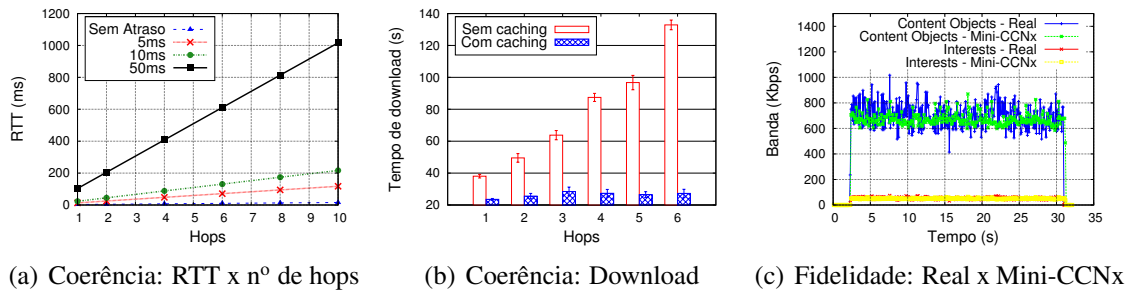 Sem Atraso
5ms
10ms
50ms
RTT (ms)
1200
1000
800
600
400
200
0
1 2 3 4 5 6 7 8 9 10
Hops
(a) Coerência: RTT x nº de hops
Sem caching
Com caching
Tempo de download (s)
140
120
100
80
60
40
20
1 2 3 4 5 6
Hops
(b) Coerência: Download
Content Objects - Real
Content Objects - Mini-CCNx
Interests - Real
Interests - Mini-CCNx
Banda (Kbps)
1400
1200
1000
800
600
400
200
0
0 5 10 15 20 25 30 35
Tempo (s)
(c) Fidelidade: Real x Mini-CCNx